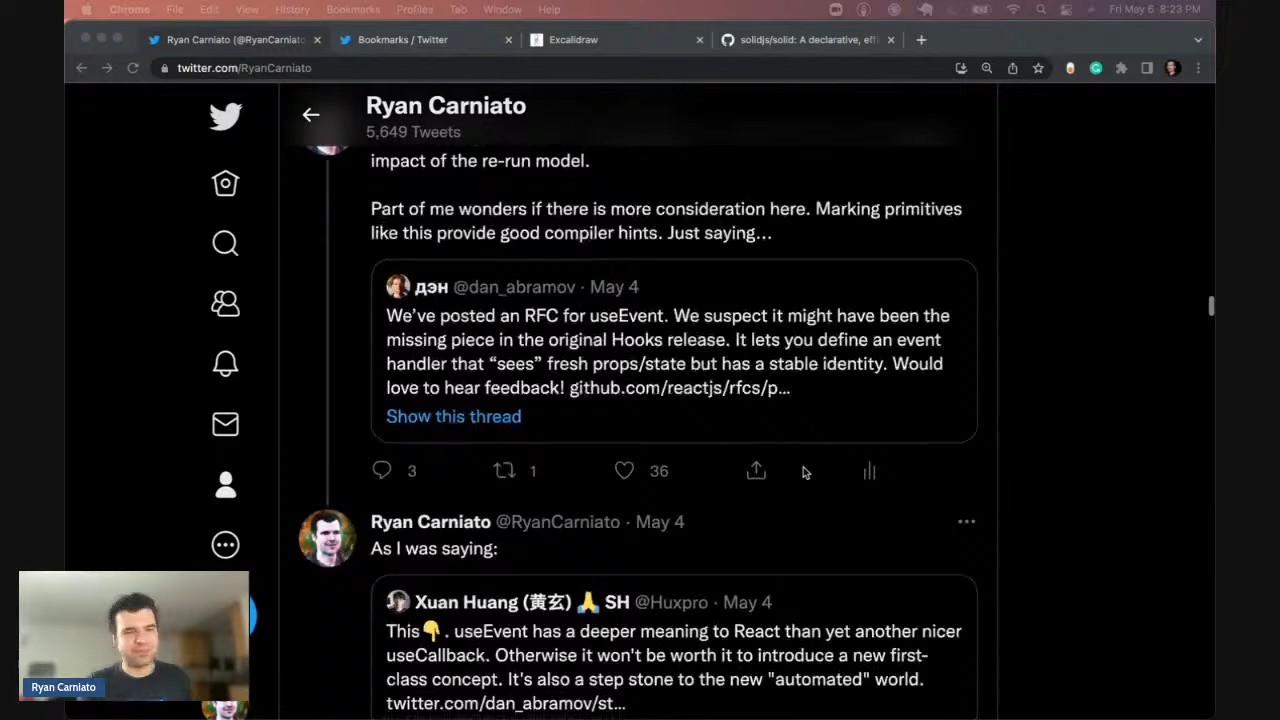 Chrome File Edit View History Bookmarks Profiles Tab Window Help Fri May 6 8:23 PM
Ryan Carniato (@RyanCarniato Bookmarks / Twitter Excalidraw solidjs/solid: A declarative, effi
twitter.com/RyanCarniato
Ryan Carniato
5,649 Tweets
impact of the re-run model.
Part of me wonders if there is more consideration here. Marking primitives
like this provide good compiler hints. Just saying...
дэн @dan_abramov · May 4
We’ve posted an RFC for useEvent. We suspect it might have been the
missing piece in the original Hooks release. It lets you define an event
handler that “sees” fresh props/state but has a stable identity. Would
love to hear feedback! github.com/reactjs/rfcs/p...
Show this thread
3 1 36
Ryan Carniato @RyanCarniato · May 4
As I was saying:
Xuan Huang (黄玄) 🙏 SH @Huxpro · May 4
This👇. useEvent has a deeper meaning to React than yet another nicer
useCallback. Otherwise it won't be worth it to introduce a new first-
class concept. It's also a step stone to the new "automated" world.
twitter.com/dan_abramov/st...
Ryan Carniato